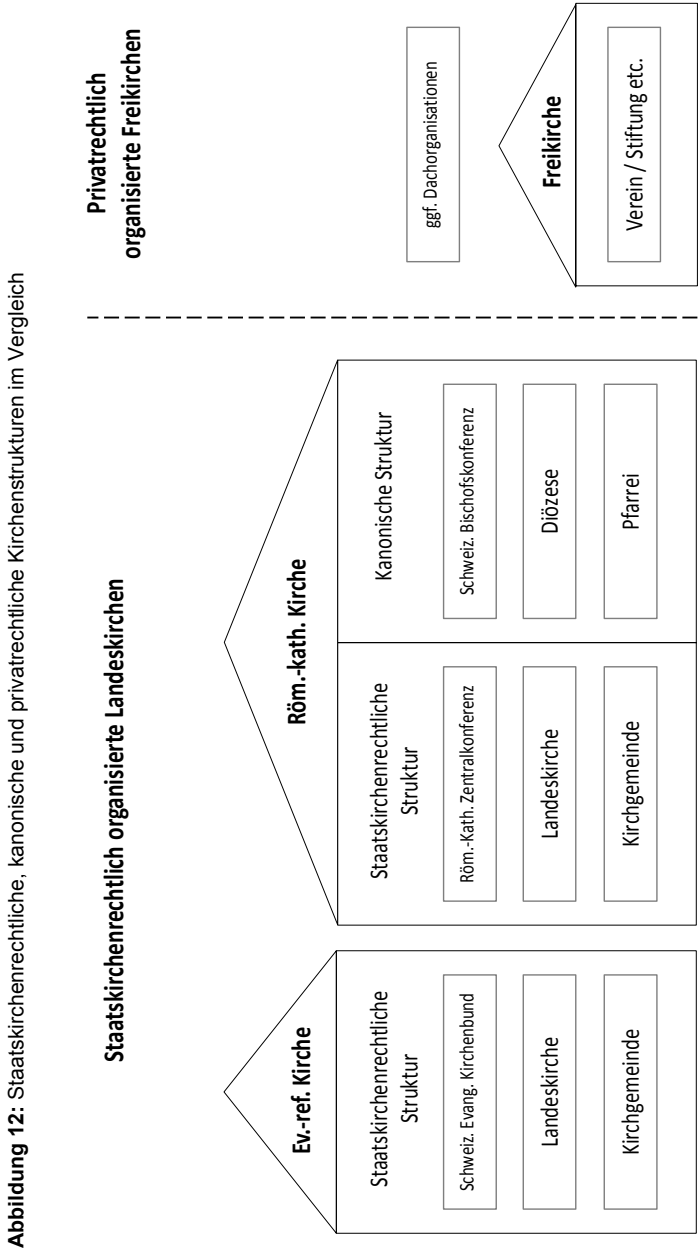 Abbildung 12: Staatskirchenrechtliche, kanonische und privatrechtliche Kirchenstrukturen im Vergleich
Staatskirchenrechtlich organisierte Landeskirchen
Ev.-ref. Kirche
Staatskirchenrechtliche
Struktur
Schweiz. Evang. Kirchenbund
Landeskirche
Kirchgemeinde
Röm.-kath. Kirche
Staatskirchenrechtliche
Struktur
Röm.-Kath. Zentralkonferenz
Landeskirche
Kirchgemeinde
Kanonische Struktur
Schweiz. Bischofskonferenz
Diözese
Pfarrei
Privatrechtlich
organisierte Freikirchen
ggf. Dachorganisationen
Freikirche
Verein / Stiftung etc.